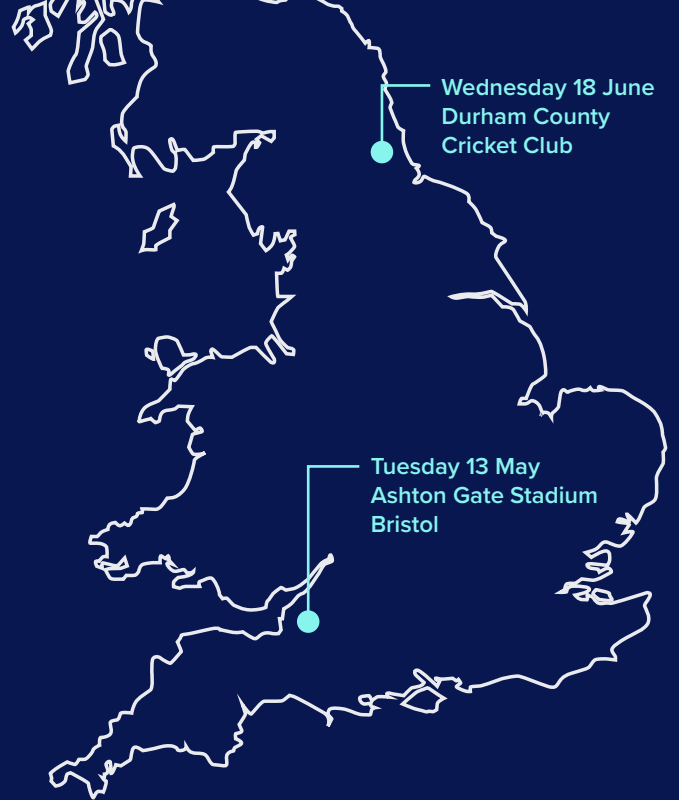 Wednesday 18 June
Durham County
Cricket Club
Tuesday 13 May
Ashton Gate Stadium
Bristol